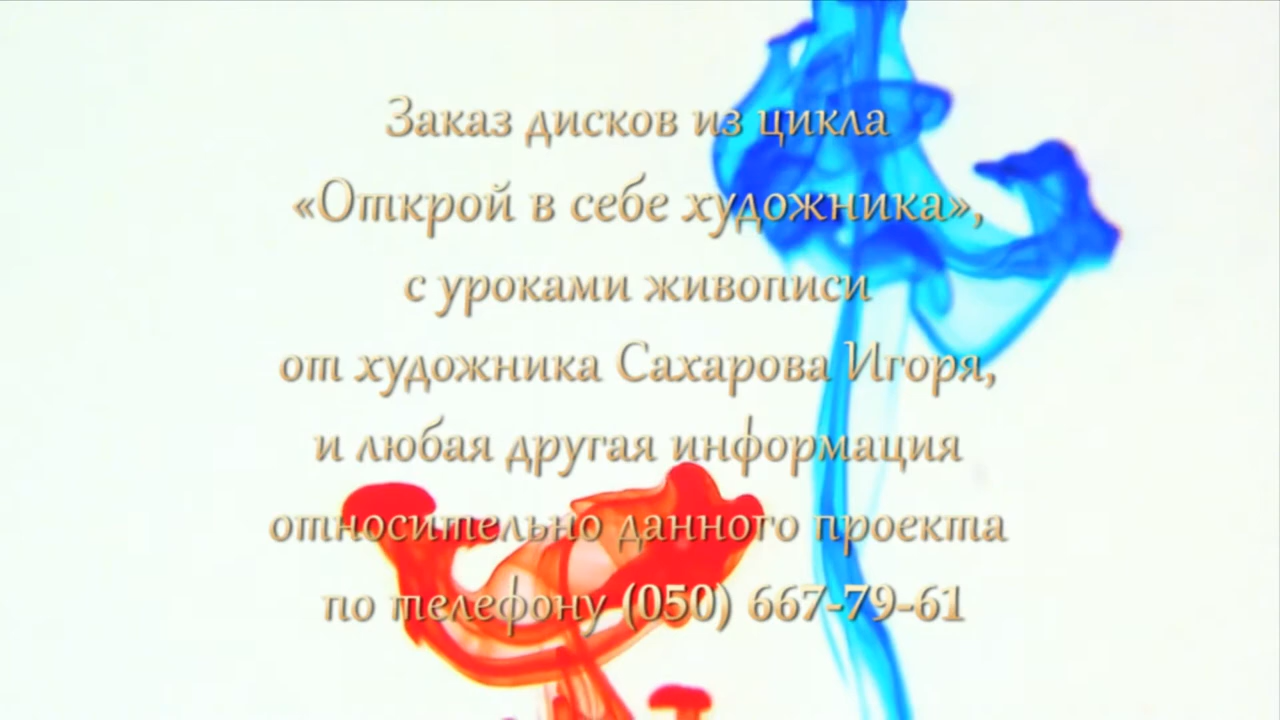 Заказ дисков из цикла
«Открой в себе художника»,
с уроками живописи
от художника Сахарова Игоря,
и любая другая информация
относительно данного проекта
по телефону (050) 667-79-61